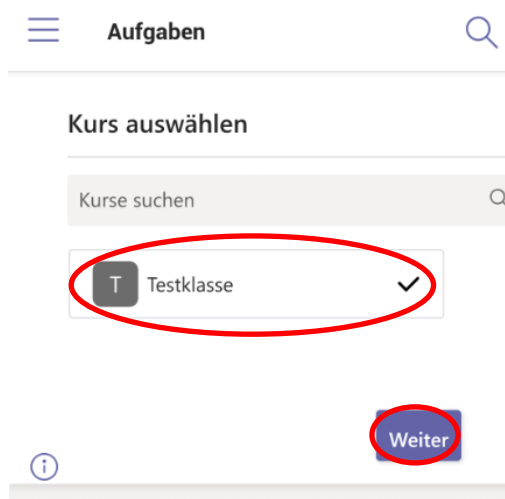 Aufgaben
Kurs auswählen
Kurse suchen
T Testklasse
Weiter